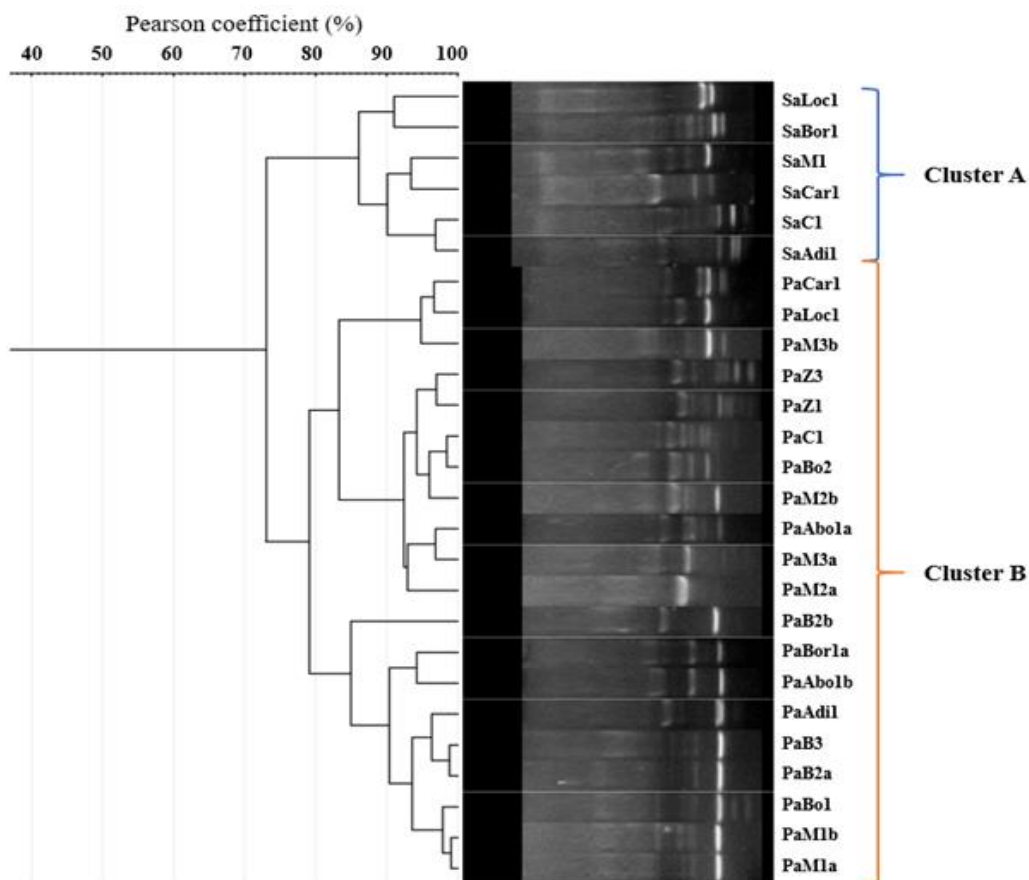 Pearson coefficient (%)
40 50 60 70 80 90 100
SaLoc1
SaBor1
SaM1
SaCar1
SaC1
SaAdi1
PaCar1
PaLoc1
PaM3b
PaZ3
PaZ1
PaC1
PaBo2
PaM2b
PaAbo1a
PaM3a
PaM2a
PaB2b
PaBor1a
PaAbo1b
PaAdi1
PaB3
PaB2a
PaBo1
PaM1b
PaM1a
Cluster A
Cluster B